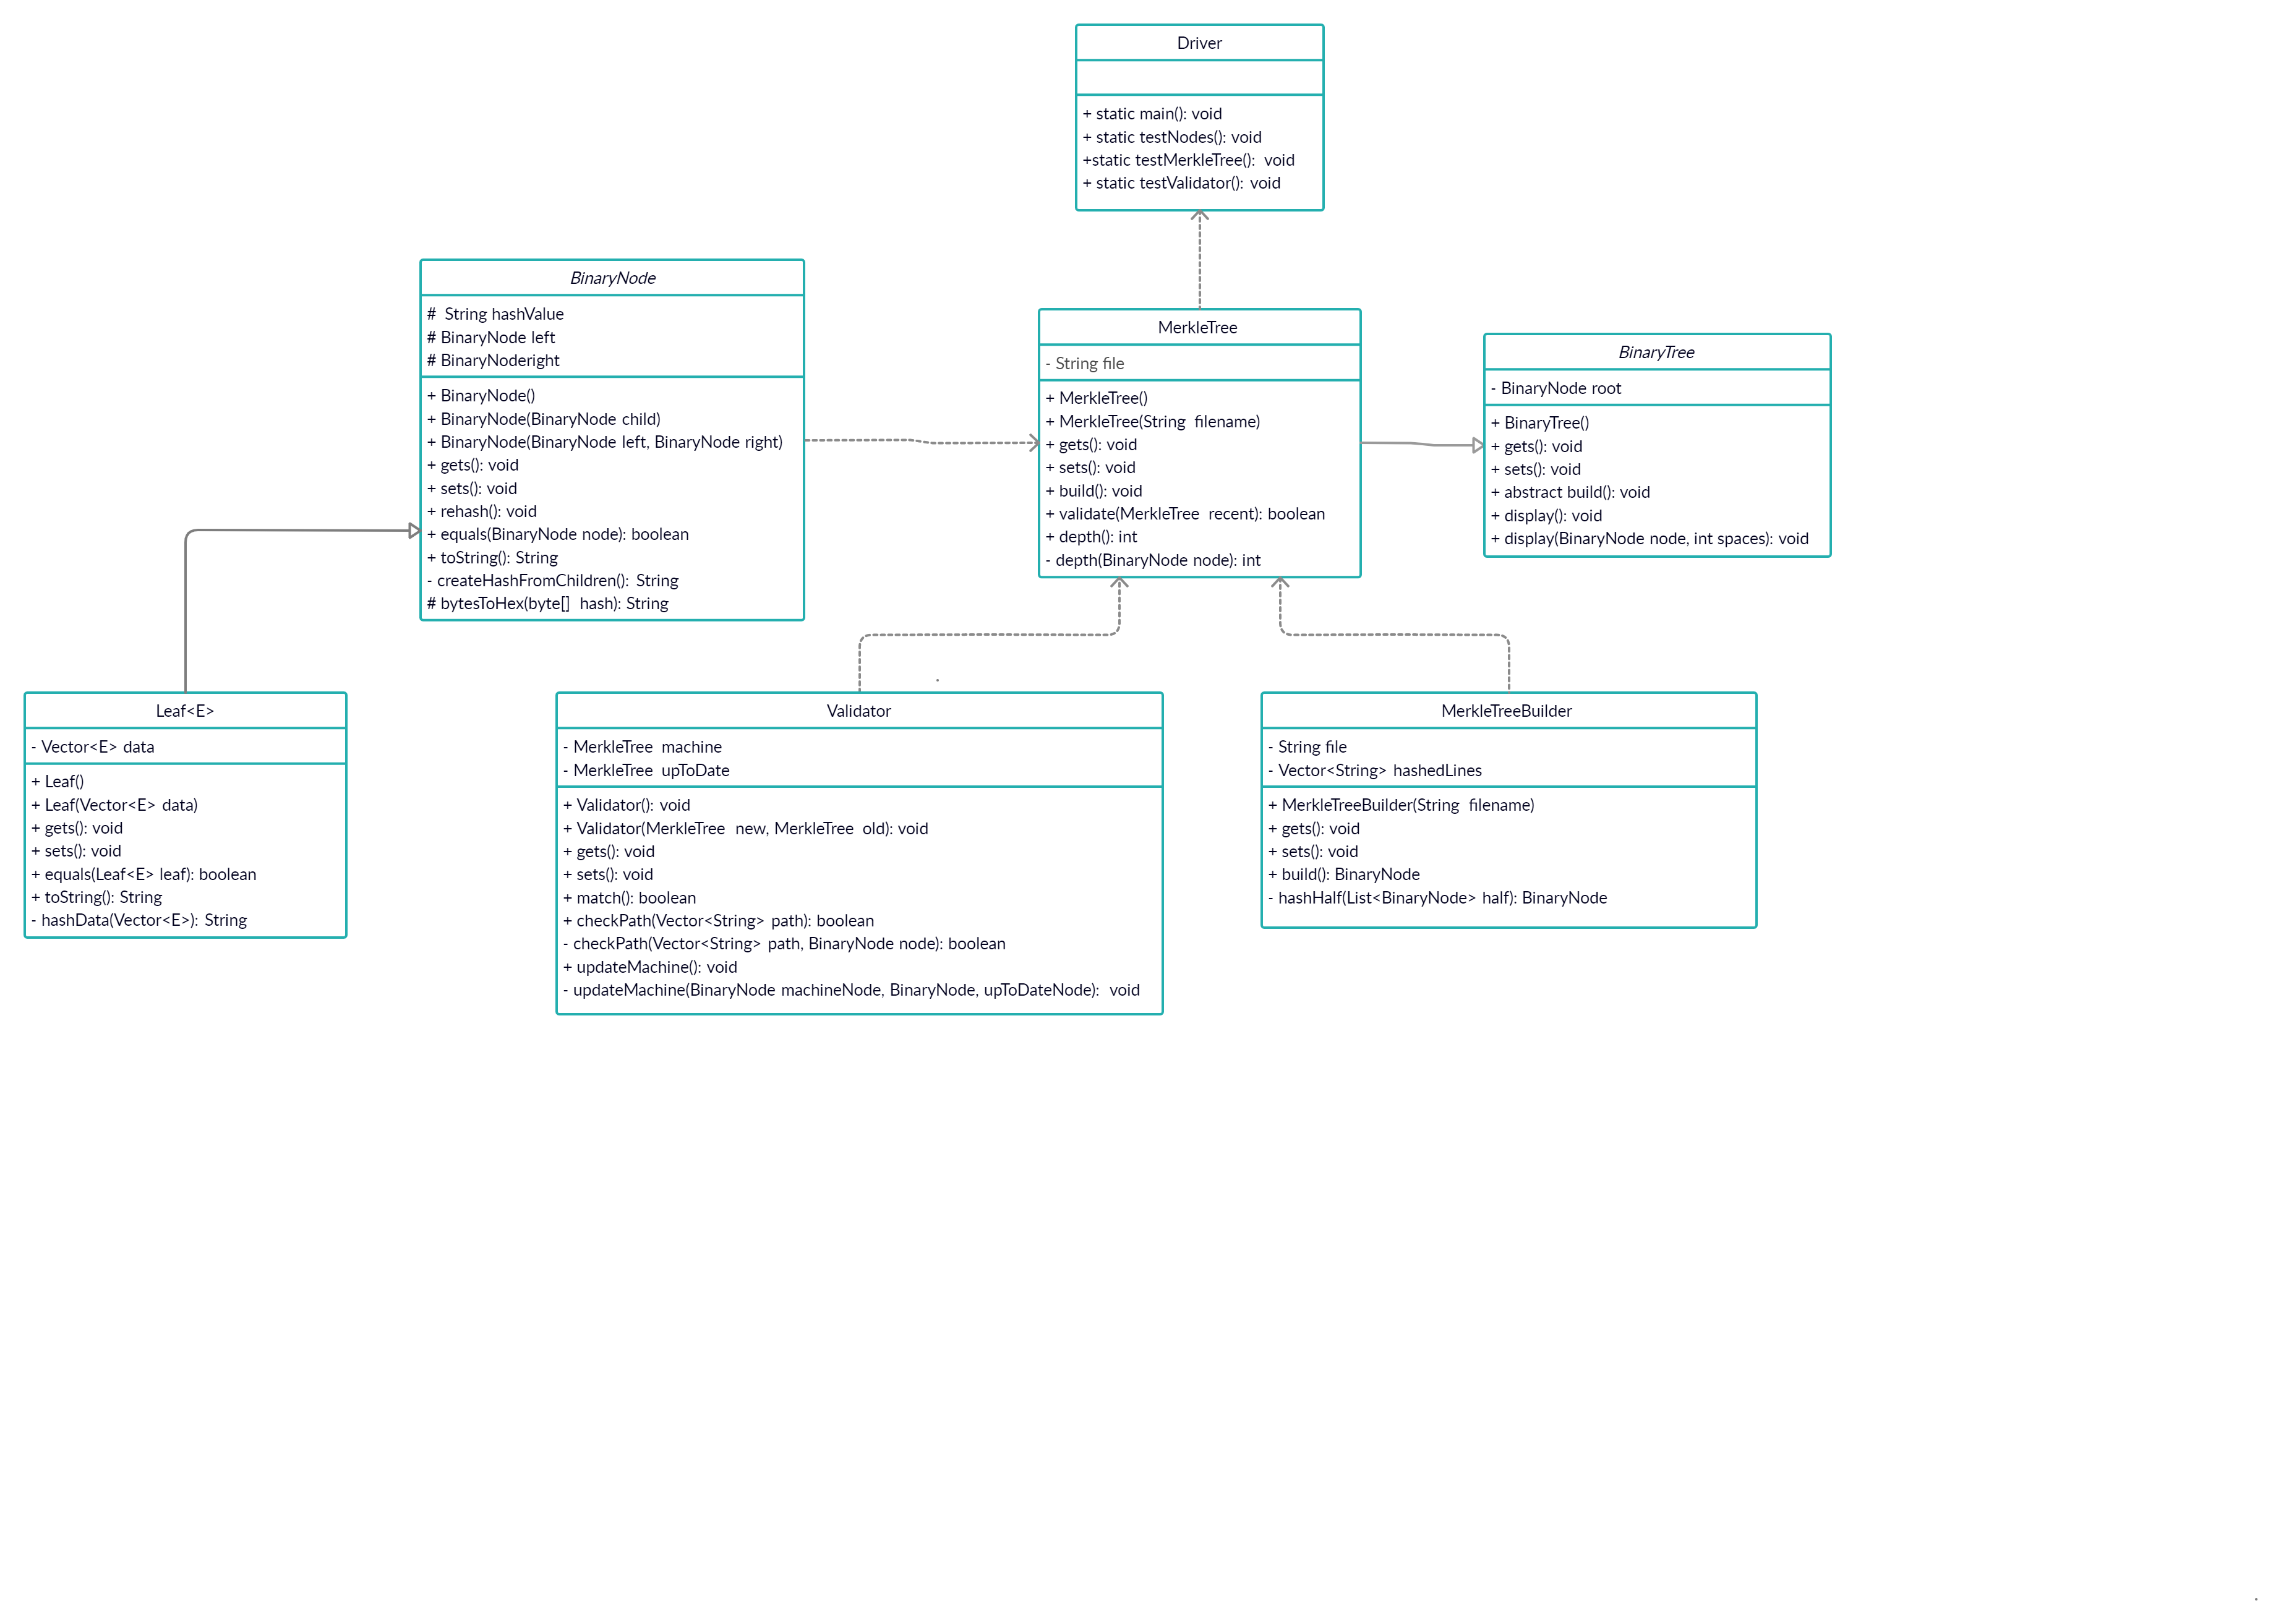 Driver
+ static main(): void
+ static testNodes(): void
+static testMerkleTree(): void
+ static testValidator(): void
BinaryNode
# String hashValue
# BinaryNode left
# BinaryNoderight
+ BinaryNode()
+ BinaryNode(BinaryNode child)
+ BinaryNode(BinaryNode left, BinaryNode right)
+ gets(): void
+ sets(): void
+ rehash(): void
+ equals(BinaryNode node): boolean
+ toString(): String
- createHashFromChildren(): String
# bytesToHex(byte[] hash): String
MerkleTree
- String file
+ MerkleTree()
+ MerkleTree(String filename)
+ gets(): void
+ sets(): void
+ build(): void
+ validate(MerkleTree recent): boolean
+ depth(): int
- depth(BinaryNode node): int
BinaryTree
- BinaryNode root
+ BinaryTree()
+ gets(): void
+ sets(): void
+ abstract build(): void
+ display(): void
+ display(BinaryNode node, int spaces): void
Leaf<E>
- Vector<E> data
+ Leaf()
+ Leaf(Vector<E> data)
+ gets(): void
+ sets(): void
+ equals(Leaf<E> leaf): boolean
+ toString(): String
- hashData(Vector<E>): String
Validator
- MerkleTree machine
- MerkleTree upToDate
+ Validator(): void
+ Validator(MerkleTree new, MerkleTree old): void
+ gets(): void
+ sets(): void
+ match(): boolean
+ checkPath(Vector<String> path): boolean
- checkPath(Vector<String> path, BinaryNode node): boolean
+ updateMachine(): void
- updateMachine(BinaryNode machineNode, BinaryNode, upToDateNode): void
MerkleTreeBuilder
- String file
- Vector<String> hashedLines
+ MerkleTreeBuilder(String filename)
+ gets(): void
+ sets(): void
+ build(): BinaryNode
- hashHalf(List<BinaryNode> half): BinaryNode